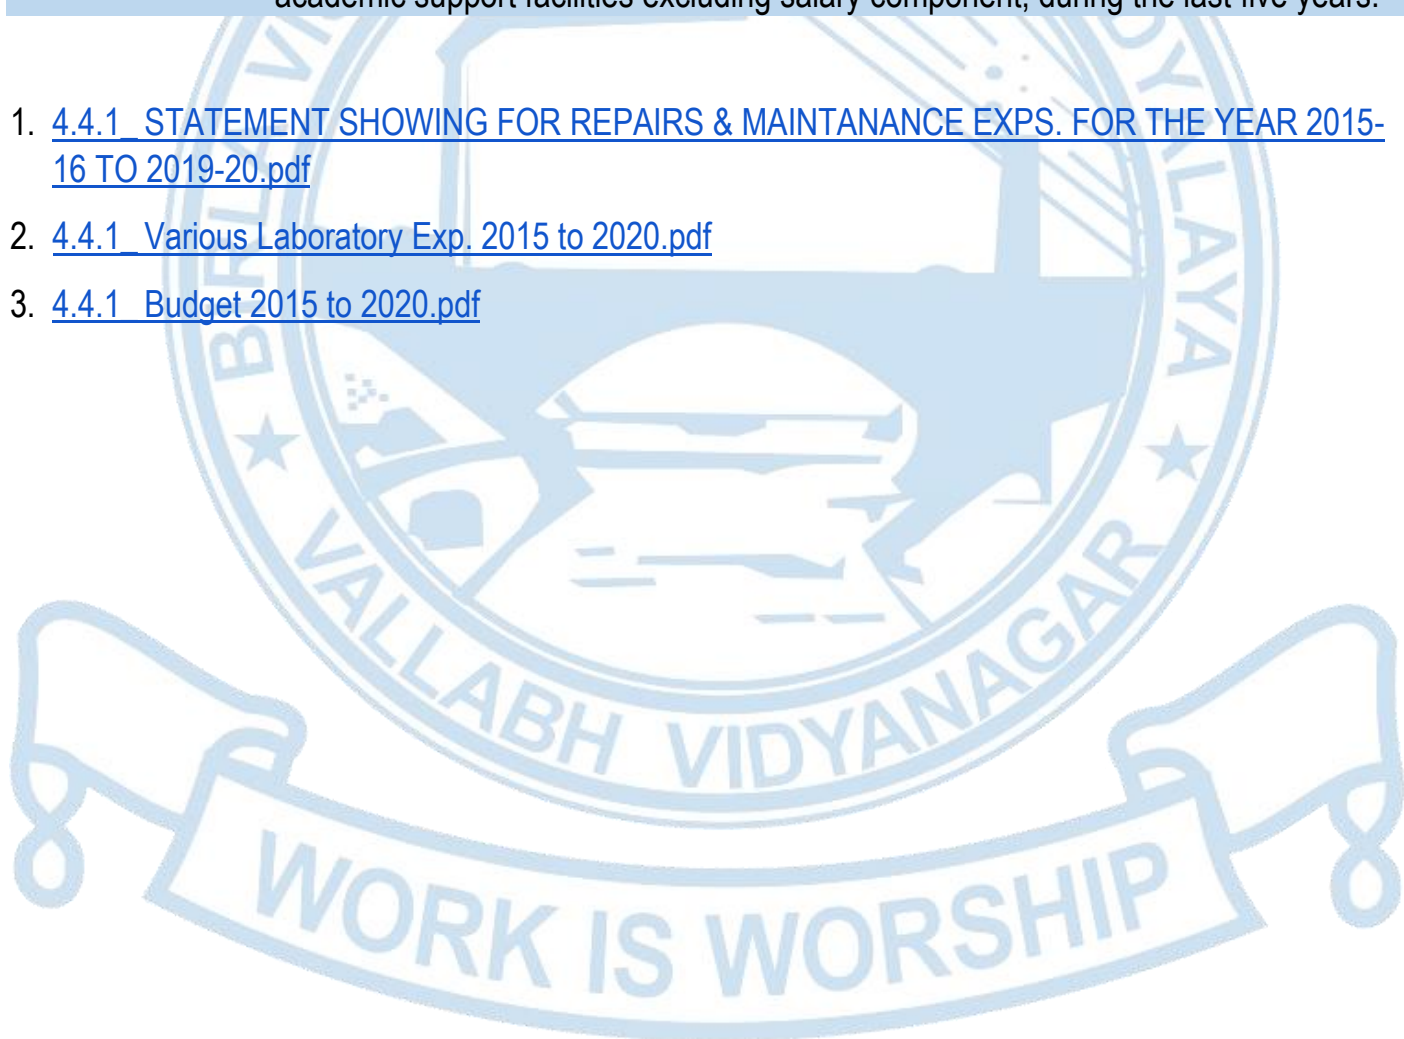 academic support facilities excluding salary component, during the last five years.
1. 4.4.1_ STATEMENT SHOWING FOR REPAIRS & MAINTANANCE EXPS. FOR THE YEAR 2015-
16 TO 2019-20.pdf
2. 4.4.1_ Various Laboratory Exp. 2015 to 2020.pdf
3. 4.4.1_ Budget 2015 to 2020.pdf
BIRLA
VALLABH VIDYANAGAR
WORK IS WORSHIP